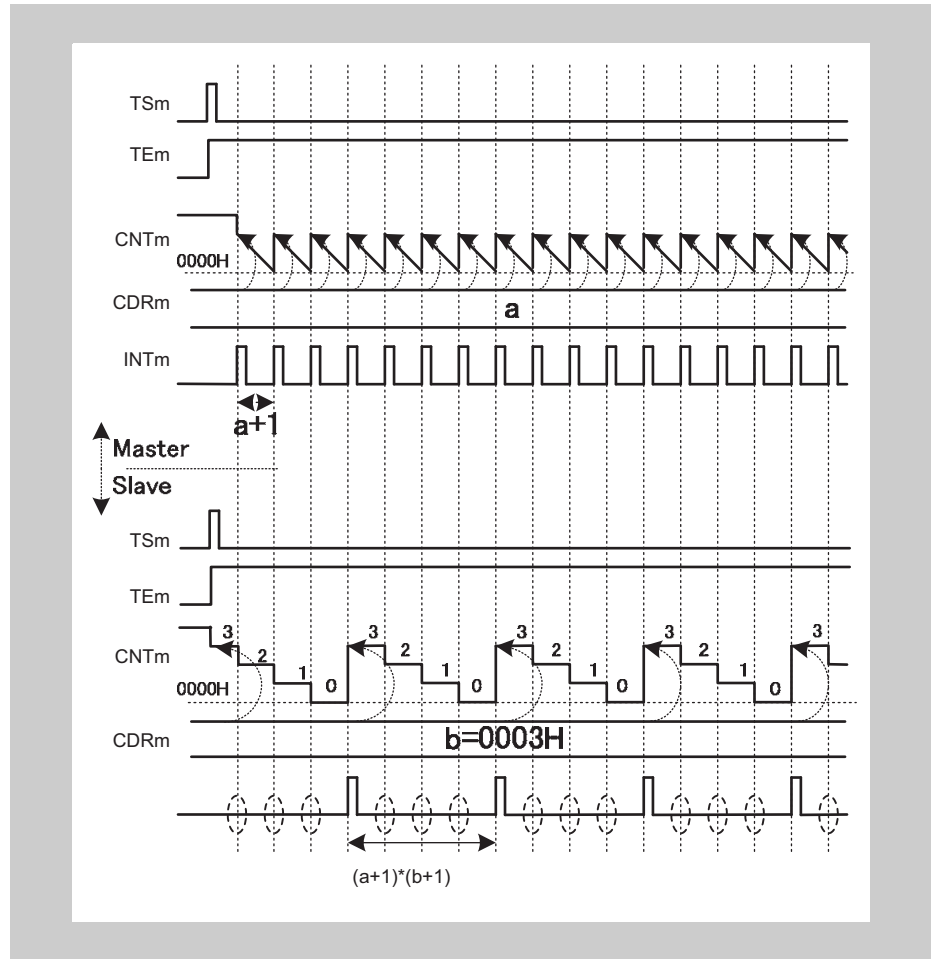 TSm
TEm
CNTm
0000H
CDRm
a
INTm
a+1
Master
Slave
TSm
TEm
3 2 1 0 3 2 1 0 3 2 1 0 3 2 1 0 3
CNTm
0000H
CDRm
b=0003H
(a+1)*(b+1)